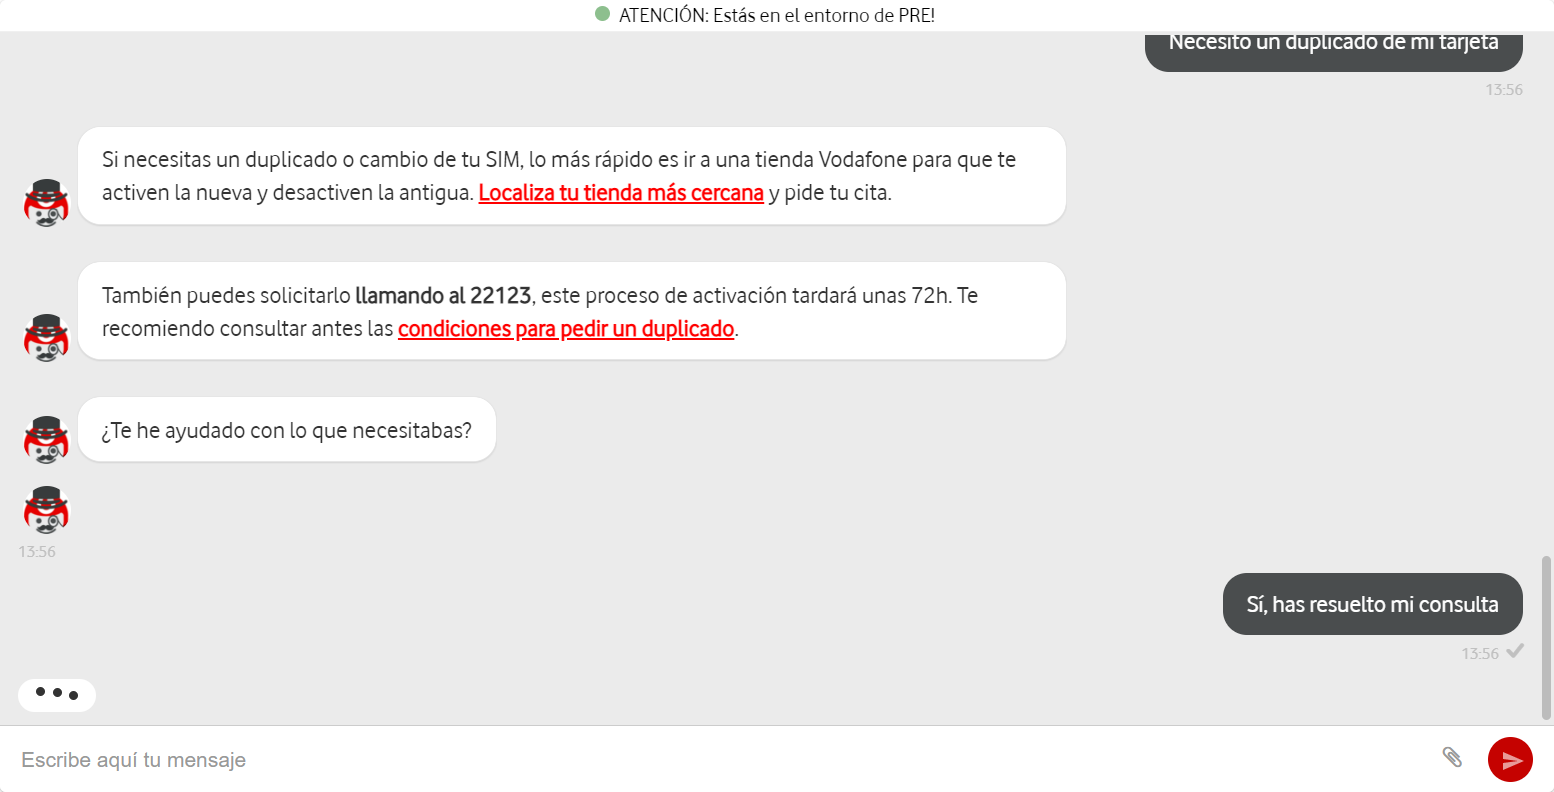 ATENCIÓN: Estás en el entorno de PRE!
Necesito un duplicado de mi tarjeta
13:56
Si necesitas un duplicado o cambio de tu SIM, lo más rápido es ir a una tienda Vodafone para que te
activen la nueva y desactiven la antigua. Localiza tu tienda más cercana y pide tu cita.
También puedes solicitarlo llamando al 22123, este proceso de activación tardará unas 72h. Te
recomiendo consultar antes las condiciones para pedir un duplicado.
¿Te he ayudado con lo que necesitabas?
13:56
Sí, has resuelto mi consulta
13:56
Escribe aquí tu mensaje